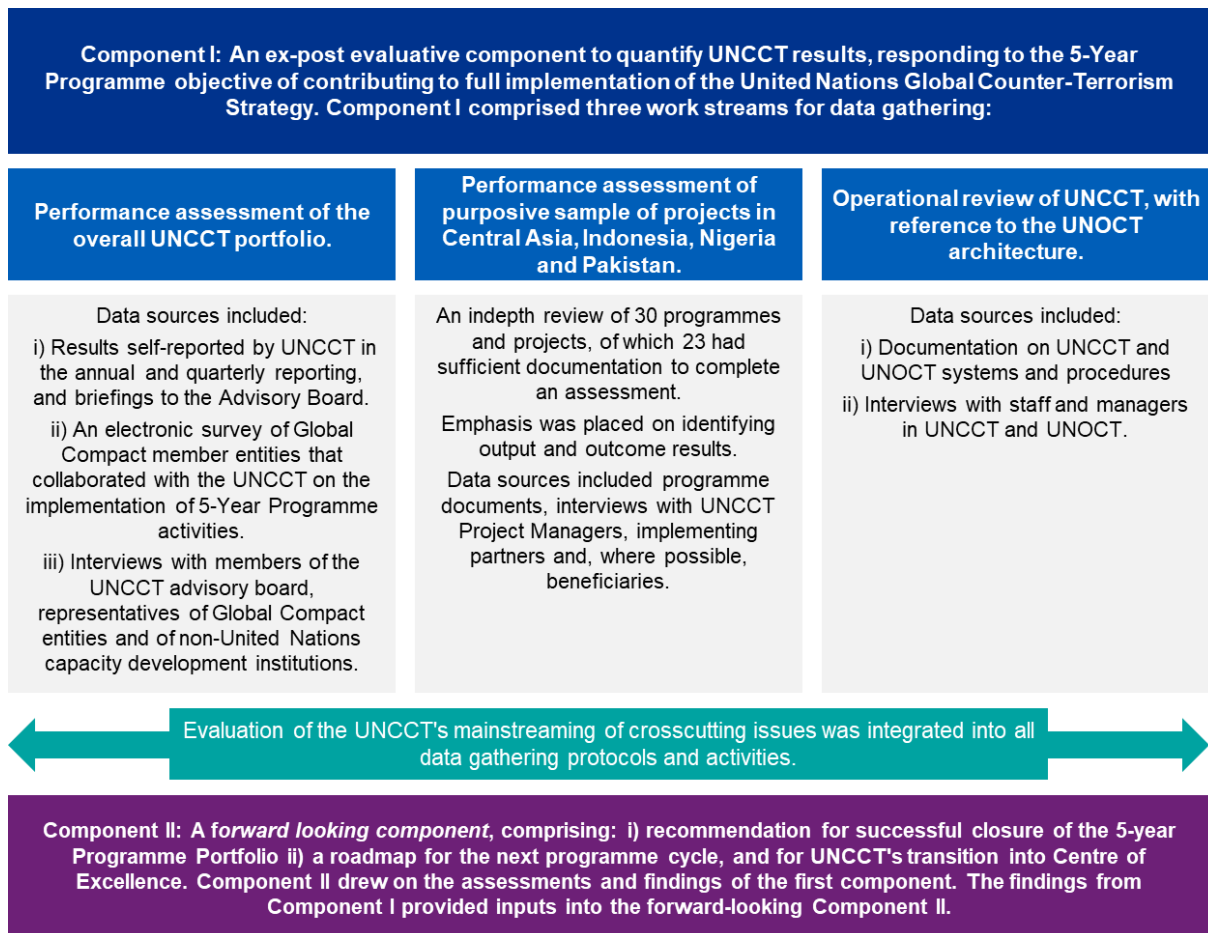 Component I: An ex-post evaluative component to quantify UNCCT results, responding to the 5-Year
Programme objective of contributing to full implementation of the United Nations Global Counter-Terrorism
Strategy. Component I comprised three work streams for data gathering:
Performance assessment of the
overall UNCCT portfolio.
Data sources included:
i) Results self-reported by UNCCT in
the annual and quarterly reporting,
and briefings to the Advisory Board.
ii) An electronic survey of Global
Compact member entities that
collaborated with the UNCCT on the
implementation of 5-Year Programme
activities.
iii) Interviews with members of the
UNCCT advisory board,
representatives of Global Compact
entities and of non-United Nations
capacity development institutions.
Performance assessment of
purposive sample of projects in
Central Asia, Indonesia, Nigeria
and Pakistan.
An indepth review of 30 programmes
and projects, of which 23 had
sufficient documentation to complete
an assessment.
Emphasis was placed on identifying
output and outcome results.
Data sources included programme
documents, interviews with UNCCT
Project Managers, implementing
partners and, where possible,
beneficiaries.
Operational review of UNCCT, with
reference to the UNOCT
architecture.
Data sources included:
i) Documentation on UNCCT and
UNOCT systems and procedures
ii) Interviews with staff and managers
in UNCCT and UNOCT.
Evaluation of the UNCCT's mainstreaming of crosscutting issues was integrated into all
data gathering protocols and activities.
Component II: A forward looking component, comprising: i) recommendation for successful closure of the 5-year
Programme Portfolio ii) a roadmap for the next programme cycle, and for UNCCT's transition into Centre of
Excellence. Component II drew on the assessments and findings of the first component. The findings from
Component I provided inputs into the forward-looking Component II.